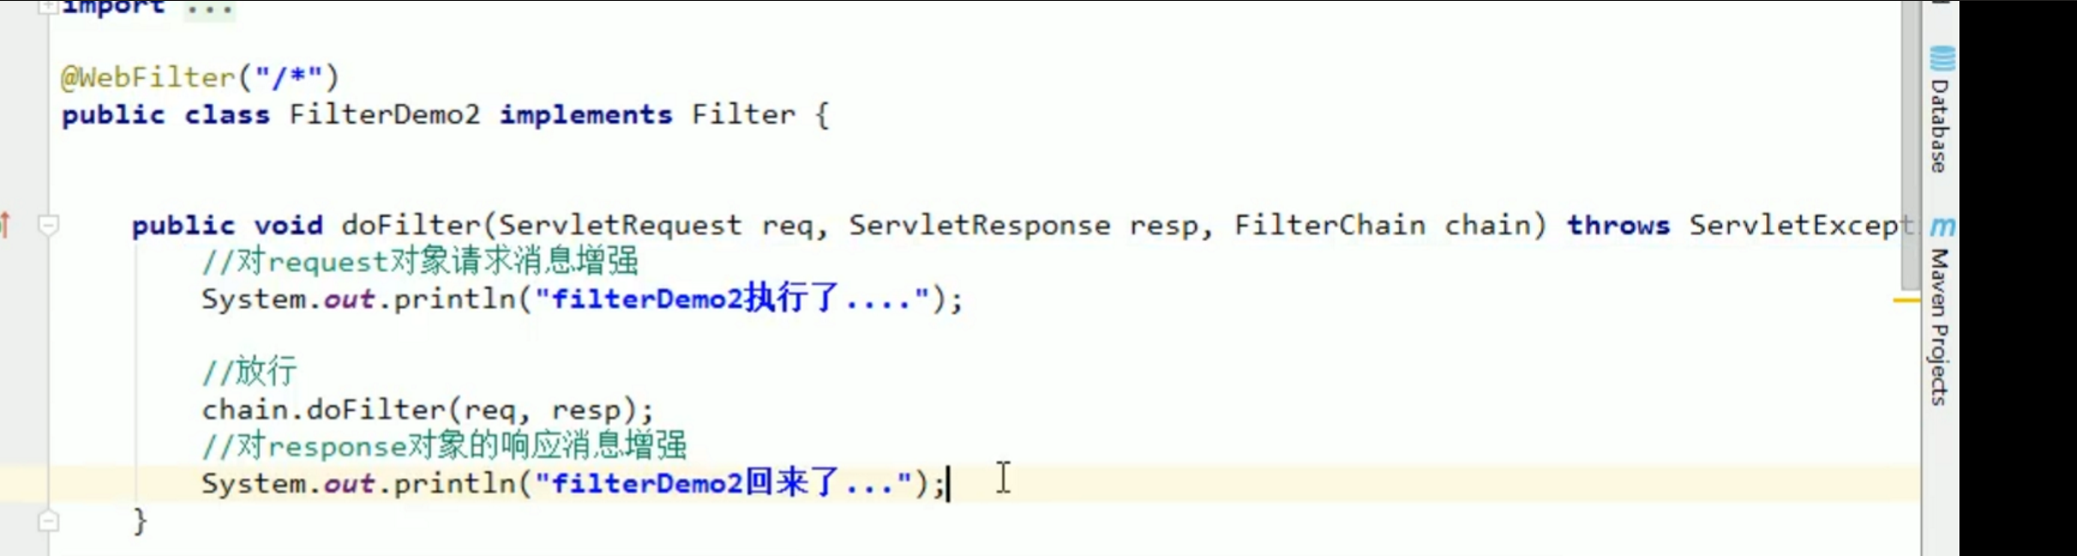 import ...
@WebFilter("/*")
public class FilterDemo2 implements Filter {
public void doFilter(ServletRequest req, ServletResponse resp, FilterChain chain) throws ServletExcept
//对request对象请求消息增强
System.out.println("filterDemo2执行了....");
//放行
chain.doFilter(req, resp);
//对response对象的响应消息增强
System.out.println("filterDemo2回来了...");
}
Database
m Maven Projects